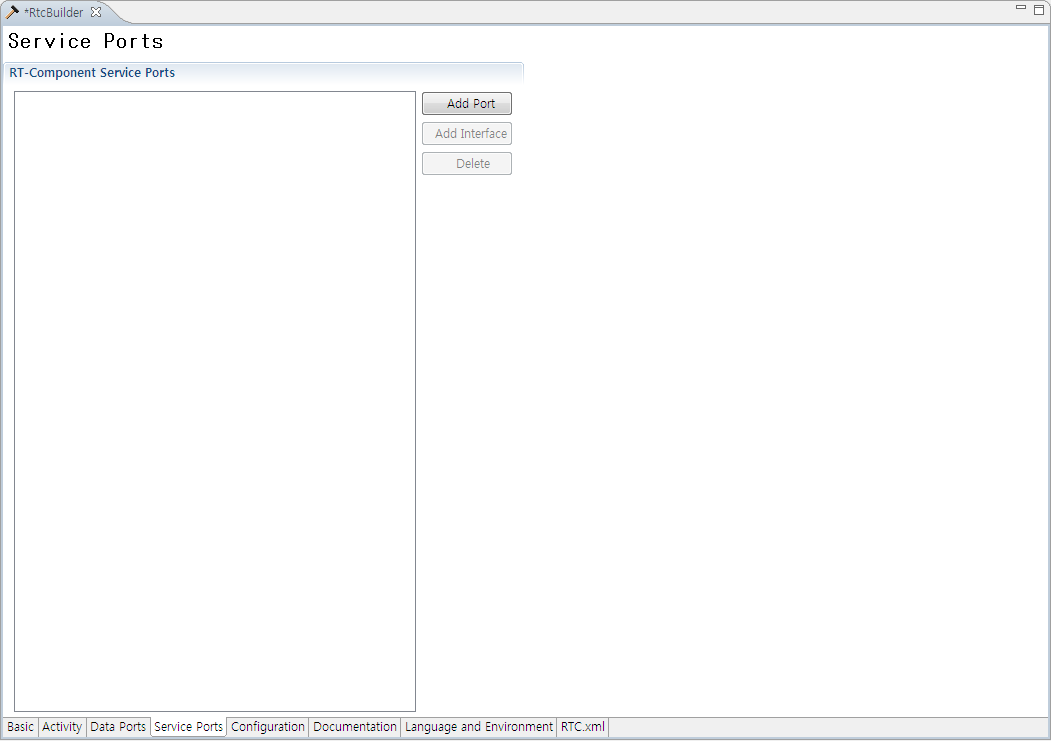 *RtcBuilder
Service Ports
RT-Component Service Ports
Add Port
Add Interface
Delete
Basic Activity Data Ports Service Ports Configuration Documentation Language and Environment RTC.xml